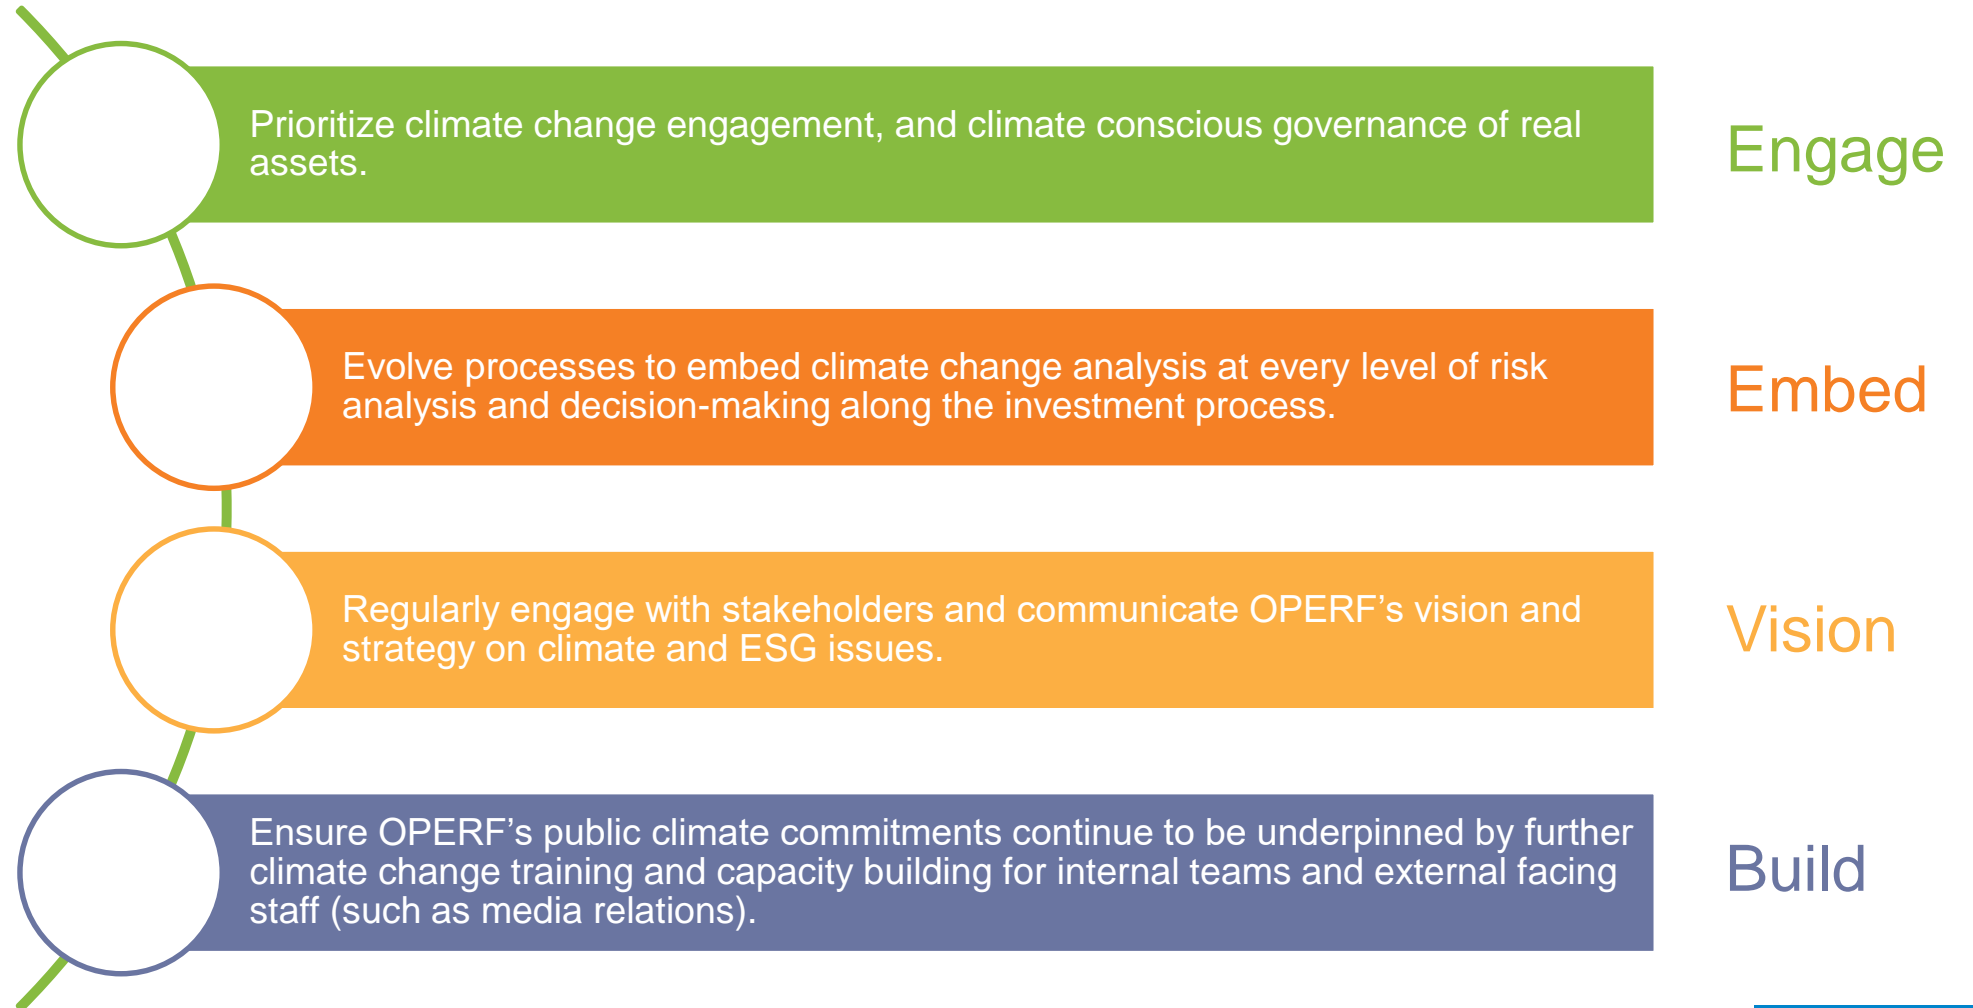 Prioritize climate change engagement, and climate conscious governance of real
assets.
Engage
Evolve processes to embed climate change analysis at every level of risk
analysis and decision-making along the investment process.
Embed
Regularly engage with stakeholders and communicate OPERF’s vision and
strategy on climate and ESG issues.
Vision
Ensure OPERF’s public climate commitments continue to be underpinned by further
climate change training and capacity building for internal teams and external facing
staff (such as media relations).
Build